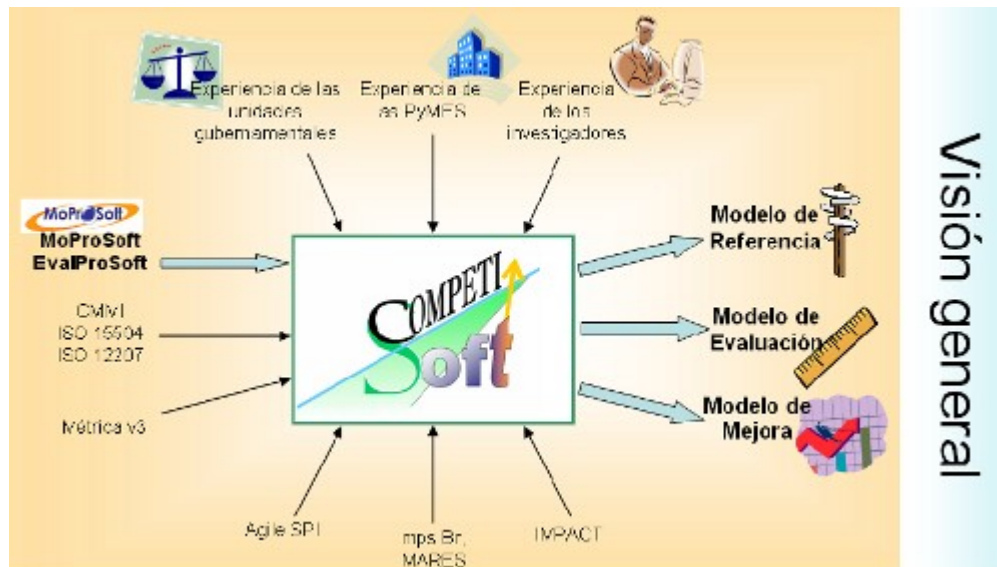 Experiencia de las
unidades
gubernamentales
Experiencia de
as PyMES
Experiencia
de los
investigadores
MoProSoft
MoProSoft
EvalProSoft
CMMI
ISO 15504
ISO 12207
Métrica v3
COMPETI
Soft
Modelo de
Referencia
Modelo de
Evaluación
Modelo de
Mejora
Agile SPI
mps Br,
MARES
IMPACT
Visión general